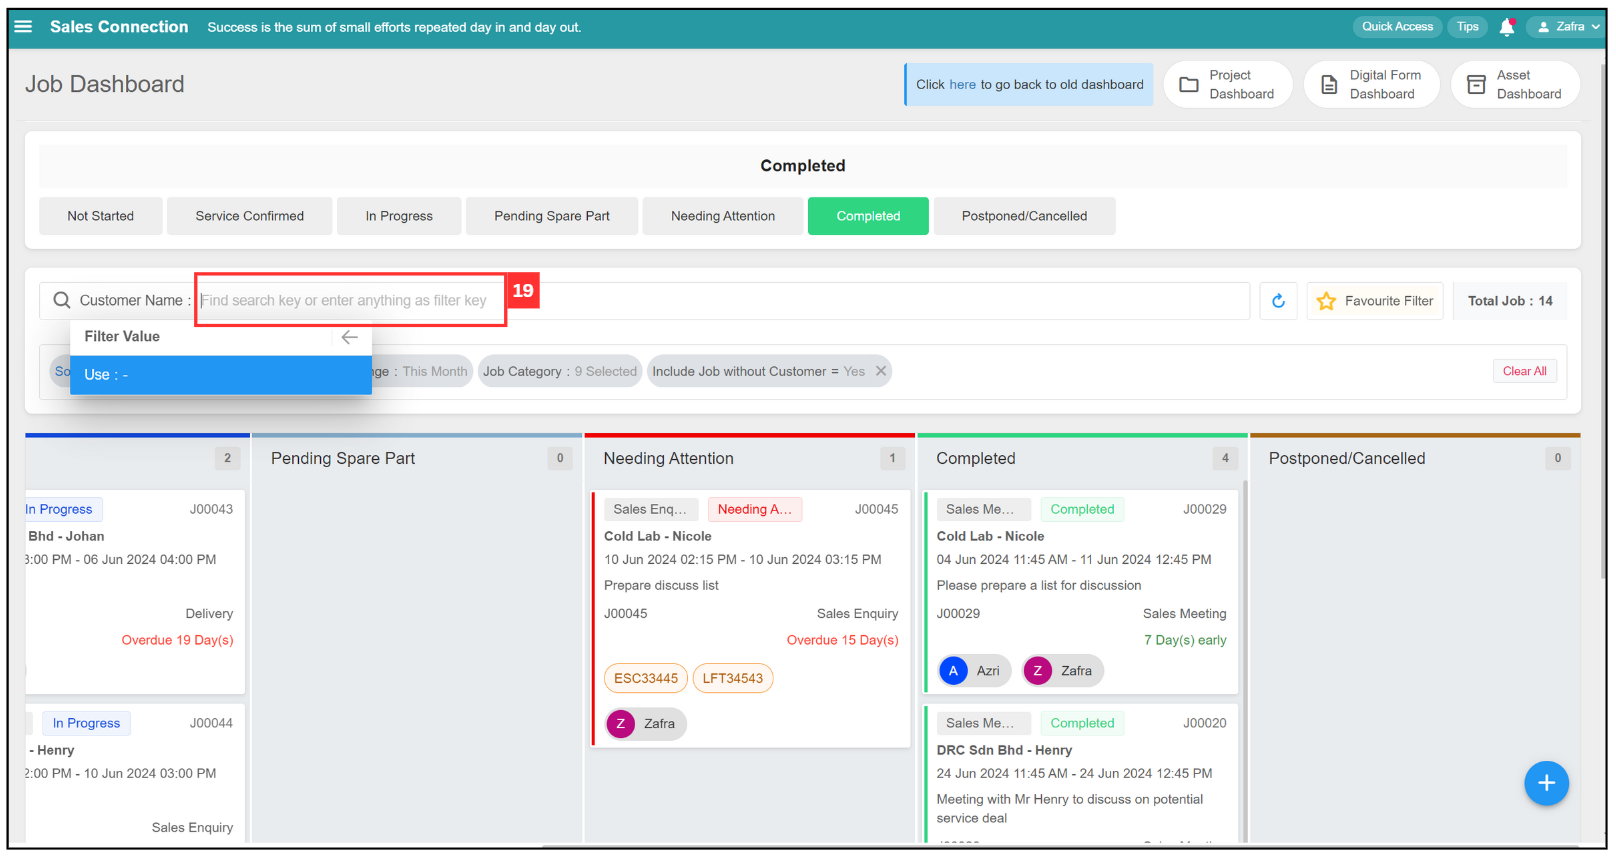 Sales Connection Success is the sum of small efforts repeated day in and day out. Quick Access Tips Zafra
Job Dashboard
Click here to go back to old dashboard
Project
Dashboard
Digital Form
Dashboard
Asset
Dashboard
Completed
Not Started Service Confirmed In Progress Pending Spare Part Needing Attention Completed Postponed/Cancelled
Customer Name : Find search key or enter anything as filter key 19 Favourite Filter Total Job : 14
Filter Value
Use : -
So nge : This Month Job Category : 9 Selected Include Job without Customer = Yes Clear All
2 Pending Spare Part 0 Needing Attention 1 Completed 4 Postponed/Cancelled 0
In Progress J00043
Bhd - Johan
3:00 PM - 06 Jun 2024 04:00 PM
Delivery
Overdue 19 Day(s)
In Progress J00044
- Henry
2:00 PM - 10 Jun 2024 03:00 PM
Sales Enquiry
Sales Enq... Needing A... J00045
Cold Lab - Nicole
10 Jun 2024 02:15 PM - 10 Jun 2024 03:15 PM
Prepare discuss list
J00045 Sales Enquiry
Overdue 15 Day(s)
ESC33445 LFT34543
Z Zafra
Sales Me... Completed J00029
Cold Lab - Nicole
04 Jun 2024 11:45 AM - 11 Jun 2024 12:45 PM
Please prepare a list for discussion
J00029 Sales Meeting
7 Day(s) early
A Azri Z Zafra
Sales Me... Completed J00020
DRC Sdn Bhd - Henry
24 Jun 2024 11:45 AM - 24 Jun 2024 12:45 PM
Meeting with Mr Henry to discuss on potential
service deal